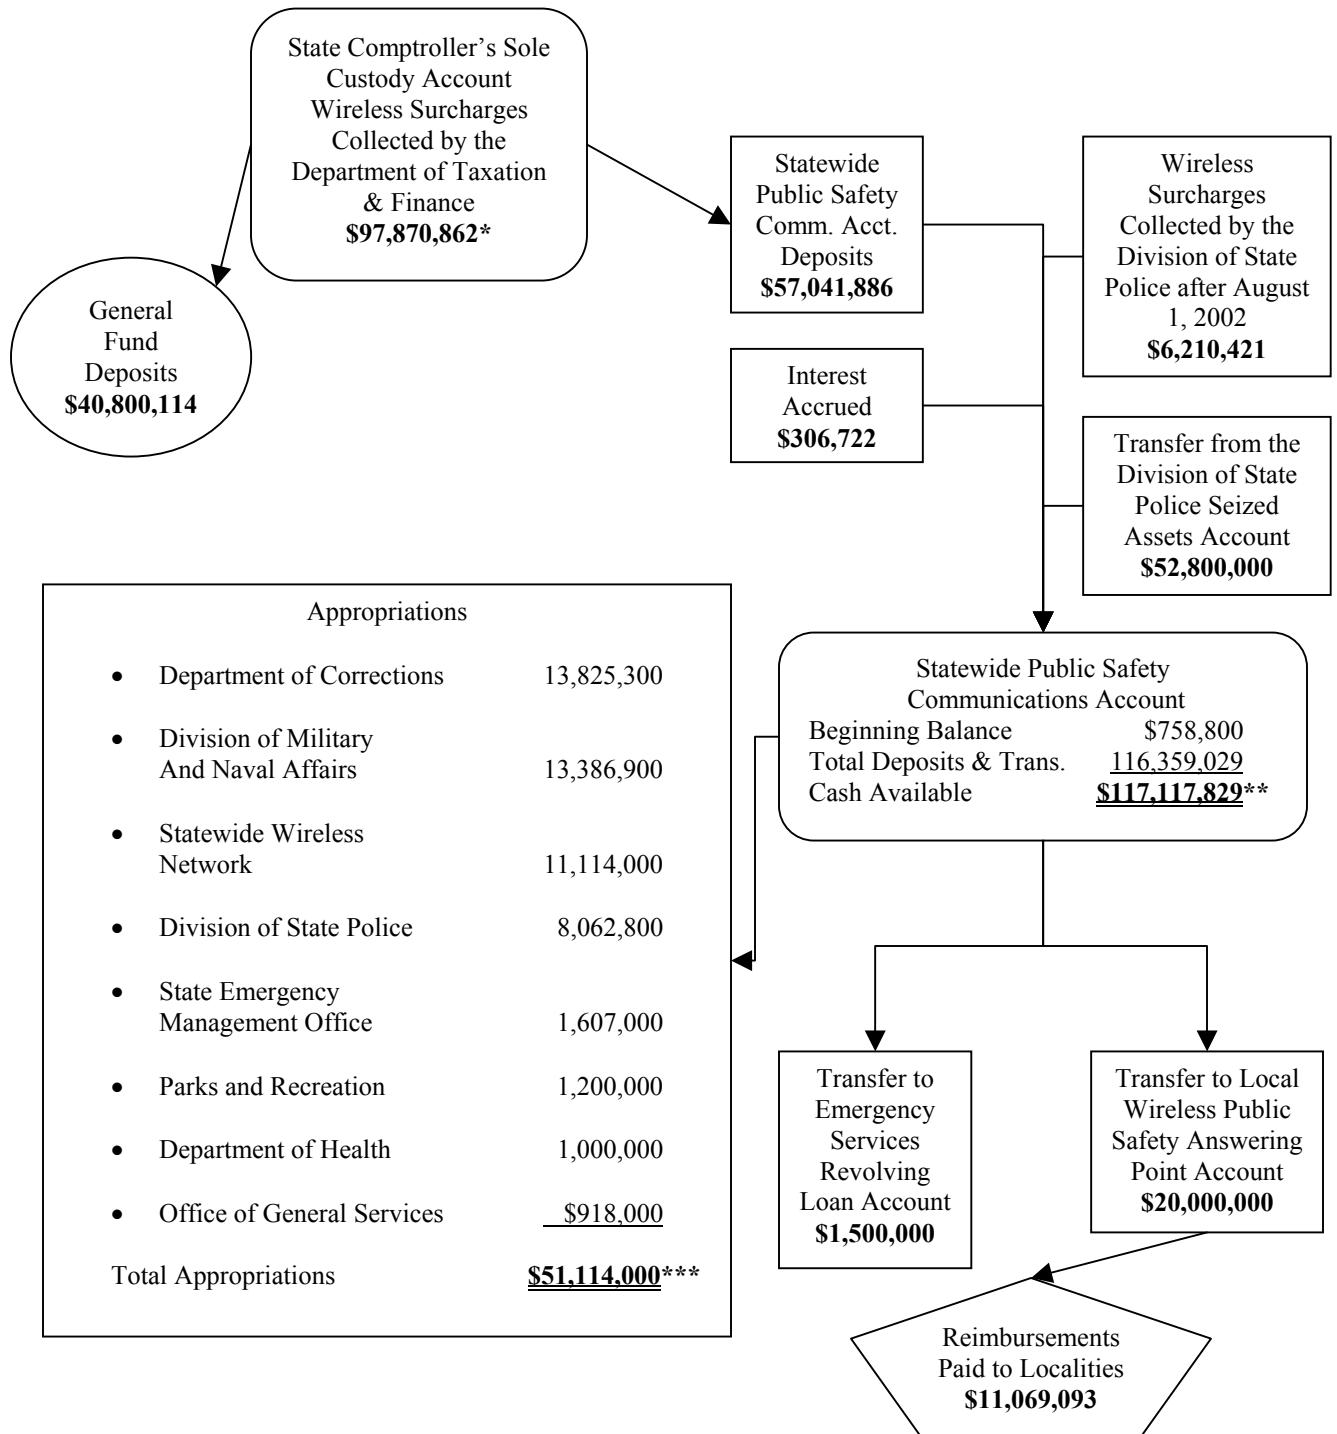 State Comptroller’s Sole
Custody Account
Wireless Surcharges
Collected by the
Department of Taxation
& Finance
$97,870,862*
General
Fund
Deposits
$40,800,114
Statewide
Public Safety
Comm. Acct.
Deposits
$57,041,886
Wireless
Surcharges
Collected by the
Division of State
Police after August
1, 2002
$6,210,421
Interest
Accrued
$306,722
Transfer from the
Division of State
Police Seized
Assets Account
$52,800,000
Statewide Public Safety
Communications Account
Beginning Balance $758,800
Total Deposits & Trans. 116,359,029
Cash Available $117,117,829**
Appropriations
• Department of Corrections 13,825,300
• Division of Military
And Naval Affairs 13,386,900
• Statewide Wireless
Network 11,114,000
• Division of State Police 8,062,800
• State Emergency
Management Office 1,607,000
• Parks and Recreation 1,200,000
• Department of Health 1,000,000
• Office of General Services $918,000
Total Appropriations $51,114,000***
Transfer to
Emergency
Services
Revolving
Loan Account
$1,500,000
Transfer to Local
Wireless Public
Safety Answering
Point Account
$20,000,000
Reimbursements
Paid to Localities
$11,069,093